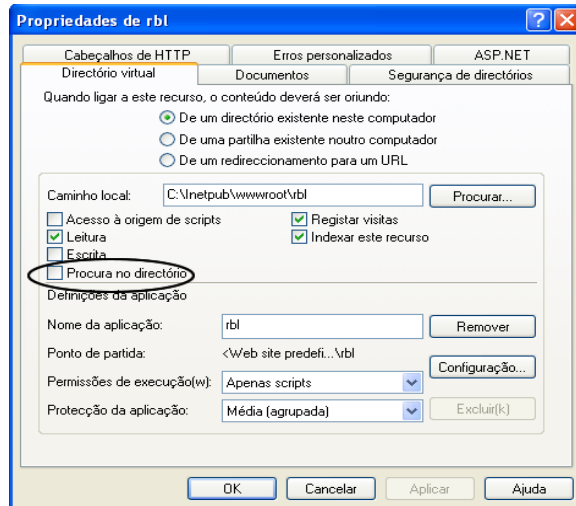 Propriedades de rbl
Cabeçalhos de HTTP
Erros personalizados
ASP.NET
Directório virtual
Documentos
Segurança de directórios
Quando ligar a este recurso, o conteúdo deverá ser oriundo:
De um directório existente neste computador
De uma partilha existente noutro computador
De um redireccionamento para um URL
Caminho local:
C:\Inetpub\wwwroot\rbl
Procurar...
Acesso à origem de scripts
Registar visitas
Leitura
Indexar este recurso
Escrita
Procura no directório
Definições da aplicação
Nome da aplicação:
rbl
Remover
Ponto de partida:
<Web site predefi...\rbl
Configuração...
Permissões de execução(w):
Apenas scripts
Protecção da aplicação:
Média (agrupada)
Excluir(k)
OK
Cancelar
Aplicar
Ajuda